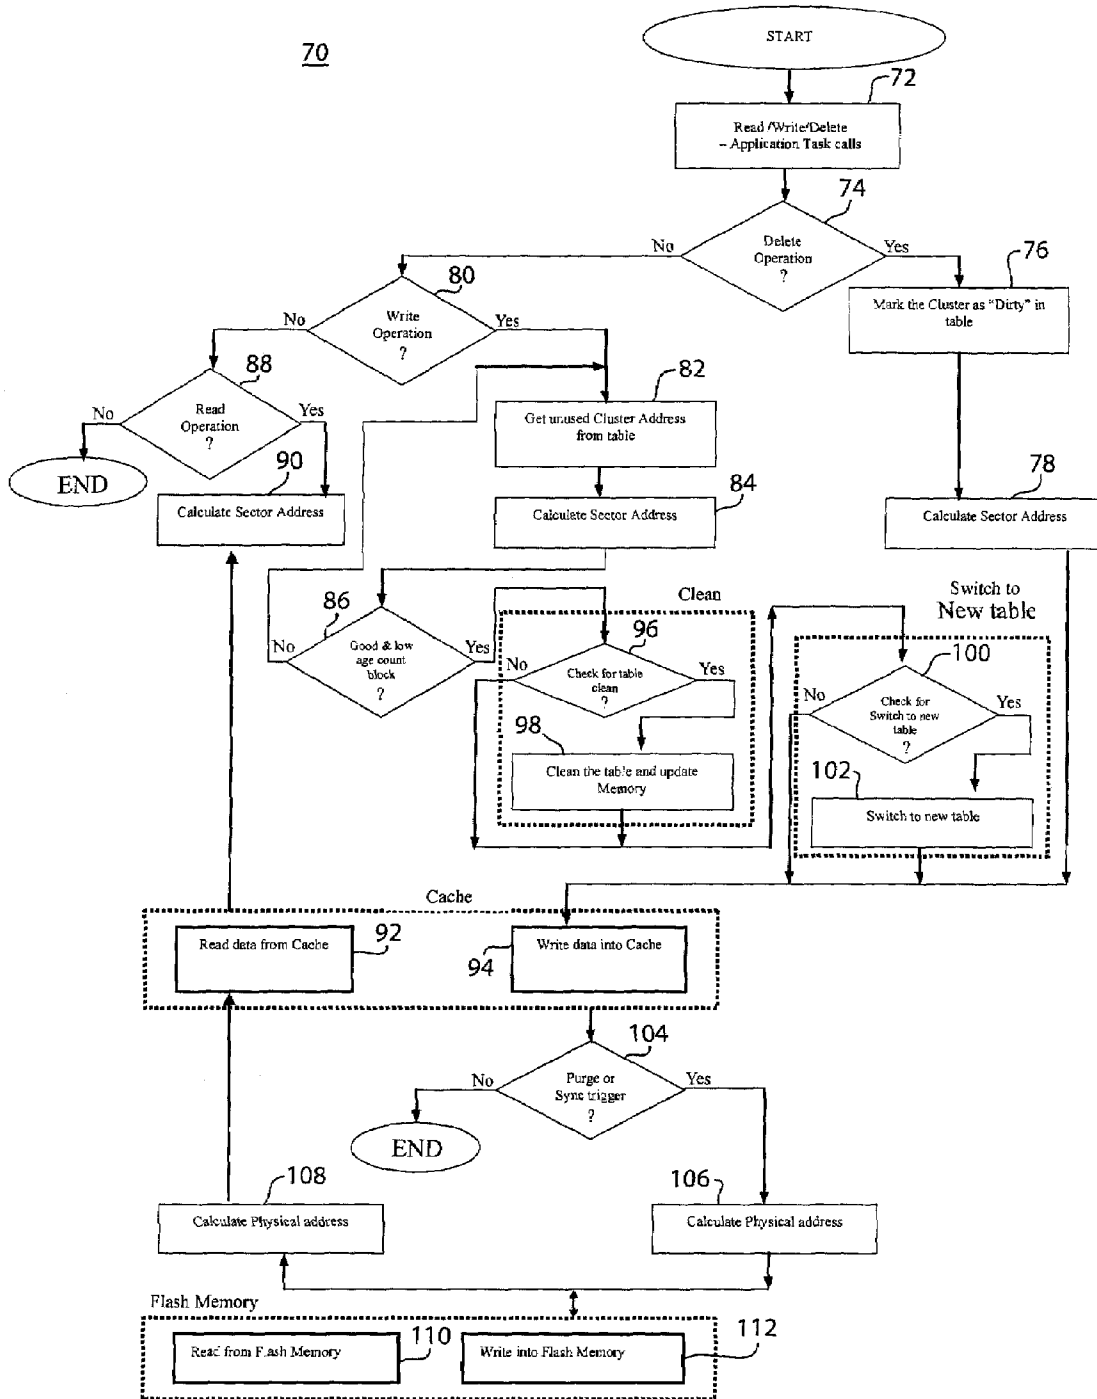 70
START
72
Read /Write/Delete
– Application Task calls
74
Delete
Operation
?
No
Yes
76
Mark the Cluster as "Dirty" in
table
80
Write
Operation
?
No
Yes
88
Read
Operation
?
No
Yes
END
82
Get unused Cluster Address
from table
90
Calculate Sector Address
84
Calculate Sector Address
78
Calculate Sector Address
86
Good & low
age count
block
?
No
Yes
Clean
96
Check for table
clean
?
No
Yes
98
Clean the table and update
Memory
Switch to
New table
100
Check for
Switch to new
table
?
No
Yes
102
Switch to new table
Cache
Read data from Cache
92
Write data into Cache
94
104
Purge or
Sync trigger
?
No
Yes
END
108
Calculate Physical address
106
Calculate Physical address
Flash Memory
Read from Flash Memory
110
Write into Flash Memory
112